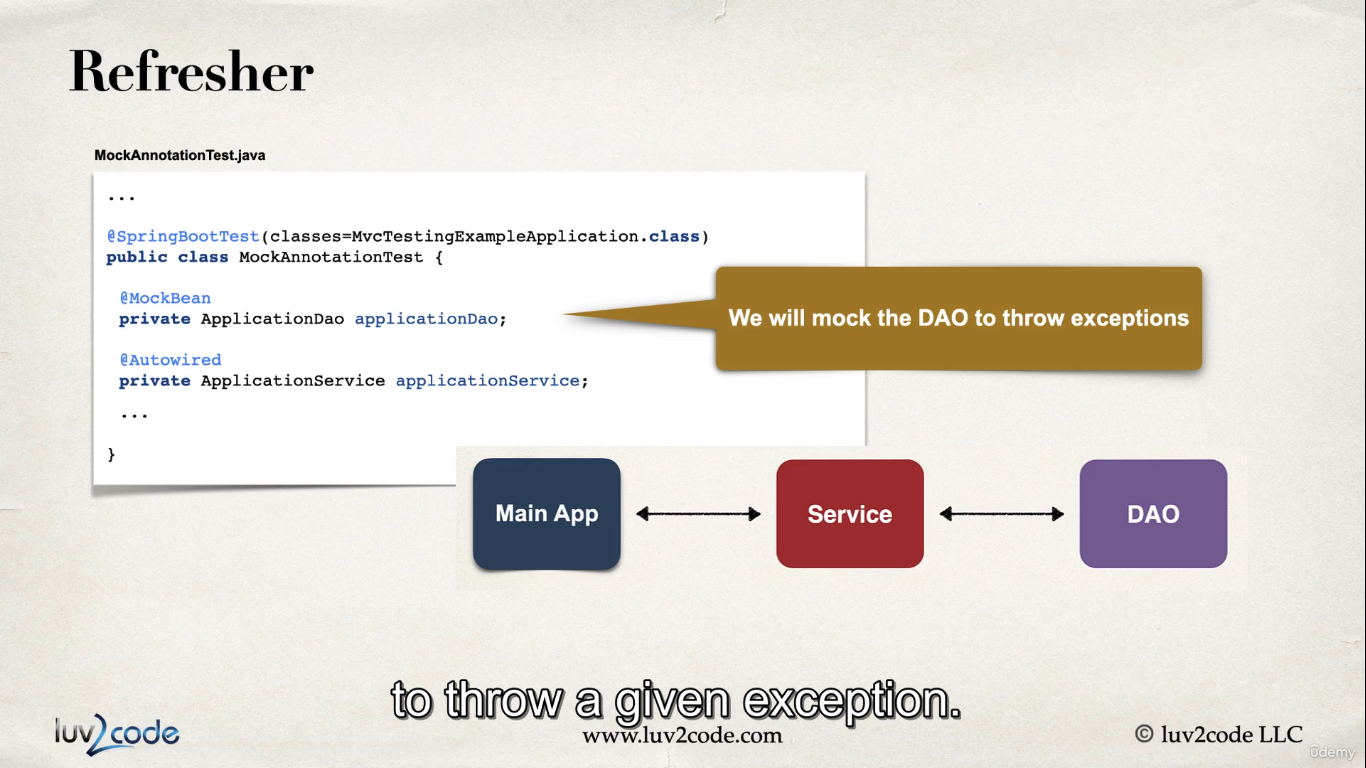 Refresher
MockAnnotationTest.java
...
@SpringBootTest(classes=MvcTestingExampleApplication.class)
public class MockAnnotationTest {
@MockBean
private ApplicationDao applicationDao;
@Autowired
private ApplicationService applicationService;
...
}
We will mock the DAO to throw exceptions
Main App
Service
DAO
to throw a given exception.
luv2code
www.luv2code.com
© luv2code LLC
ûdemy